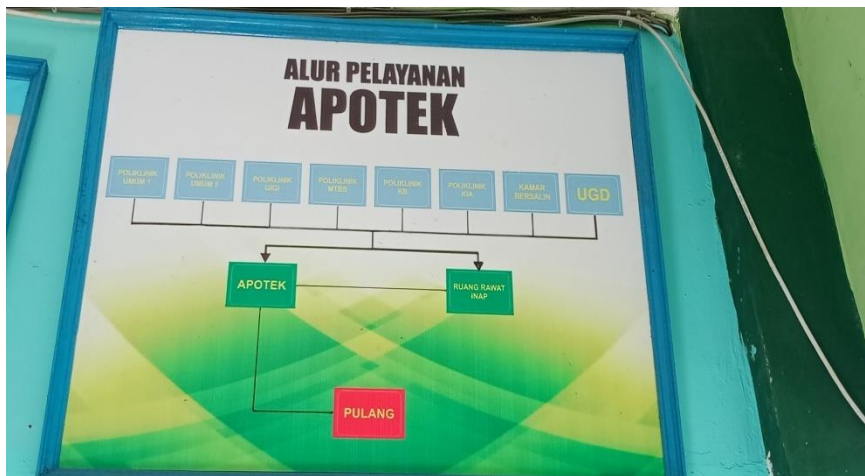 ALUR PELAYANAN
APOTEK
POLIKLINIK
UMUM 1
POLIKLINIK
UMUM 2
POLIKLINIK
GIGI
POLIKLINIK
MTBS
POLIKLINIK
KB
POLIKLINIK
KIA
KAMAR
BERSALIN
UGD
APOTEK
RUANG RAWAT
INAP
PULANG